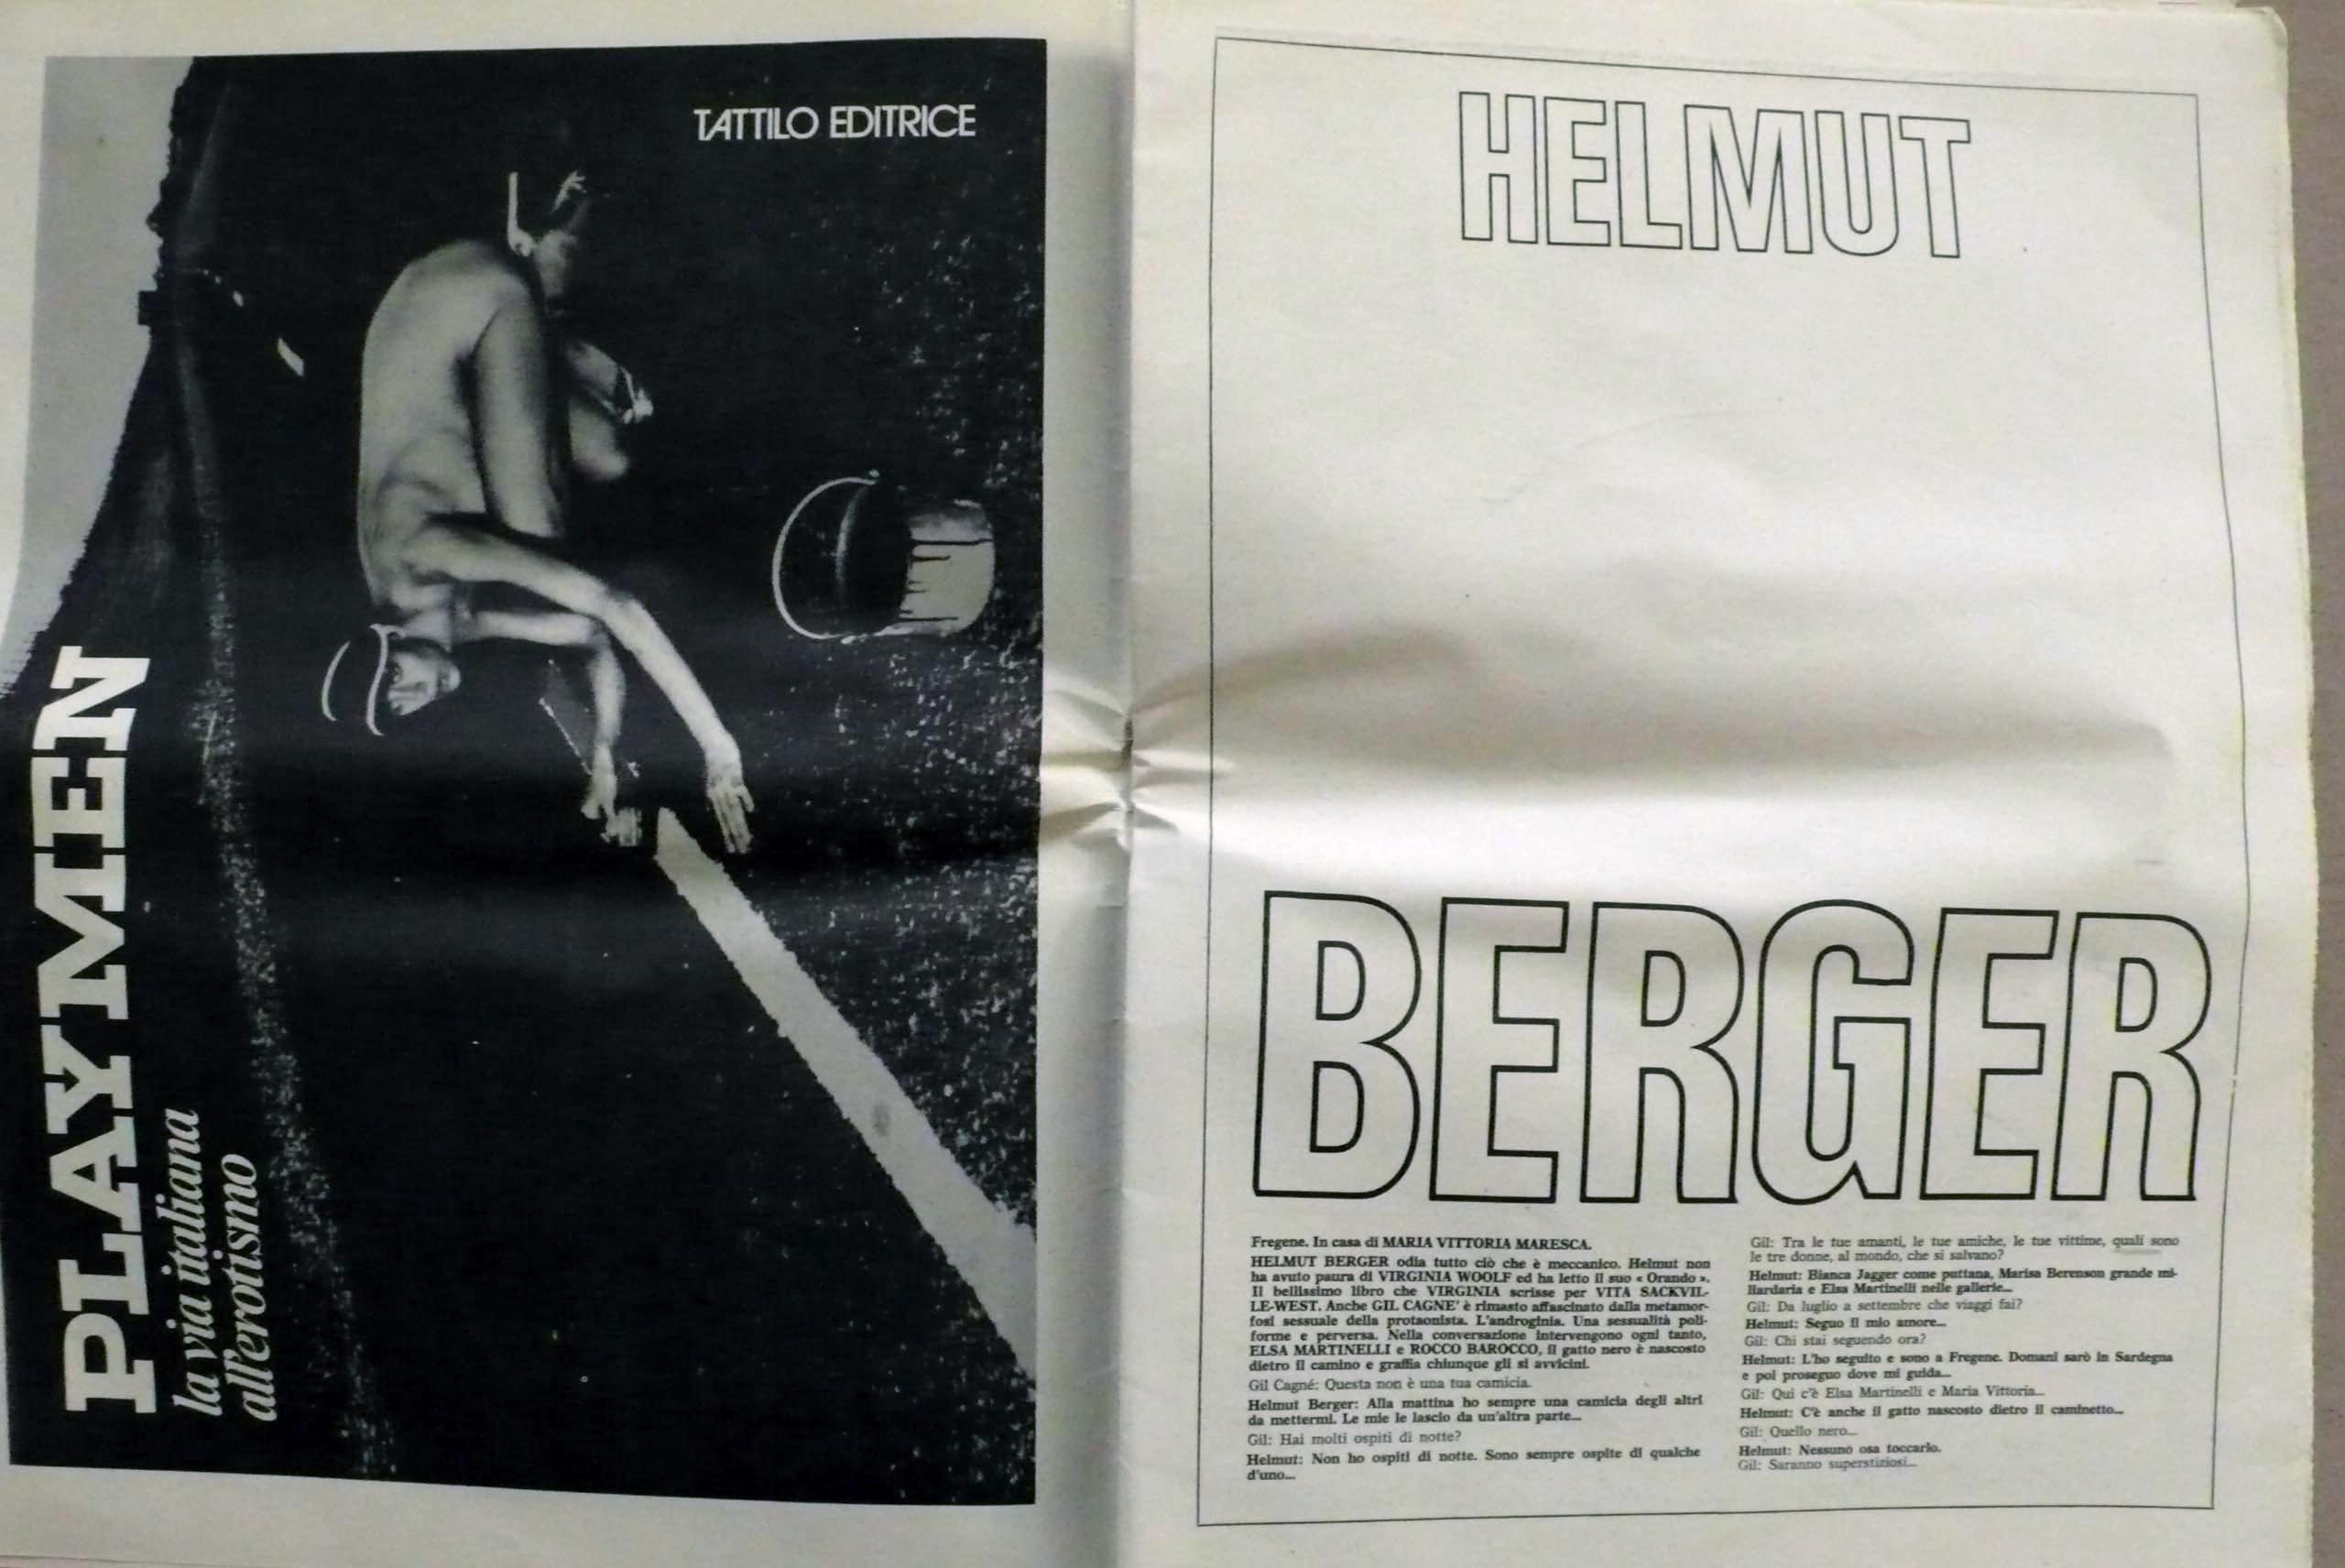 TATTILO EDITRICE
PLAYMEN
la via italiana
all'erotismo
HELMUT
BERGER
Fregene. In casa di MARIA VITTORIA MARESCA.
HELMUT BERGER odia tutto ciò che è meccanico. Helmut non
ha avuto paura di VIRGINIA WOOLF ed ha letto il suo « Orando ».
Il bellissimo libro che VIRGINIA scrisse per VITA SACKVIL-
LE-WEST. Anche GIL CAGNE' è rimasto affascinato dalla metamor-
fosi sessuale della protaonista. L'androginia. Una sessualità poli-
forme e perversa. Nella conversazione intervengono ogni tanto,
ELSA MARTINELLI e ROCCO BAROCCO, il gatto nero è nascosto
dietro il camino e graffia chiunque gli si avvicini.
Gil Cagné: Questa non è una tua camicia.
Helmut Berger: Alla mattina ho sempre una camicia degli altri
da mettermi. Le mie le lascio da un'altra parte...
Gil: Hai molti ospiti di notte?
Helmut: Non ho ospiti di notte. Sono sempre ospite di qualche
d'uno...
Gil: Tra le tue amanti, le tue amiche, le tue vittime, quali sono
le tre donne, al mondo, che si salvano?
Helmut: Bianca Jagger come puttana, Marisa Berenson grande mi-
liardaria e Elsa Martinelli nelle gallerie...
Gil: Da luglio a settembre che viaggi fai?
Helmut: Seguo il mio amore...
Gil: Chi stai seguendo ora?
Helmut: L'ho seguito e sono a Fregene. Domani sarò in Sardegna
e poi proseguo dove mi guida...
Gil: Qui c'è Elsa Martinelli e Maria Vittoria...
Helmut: C'è anche il gatto nascosto dietro il caminetto...
Gil: Quello nero...
Helmut: Nessuno osa toccarlo.
Gil: Saranno superstiziosi...